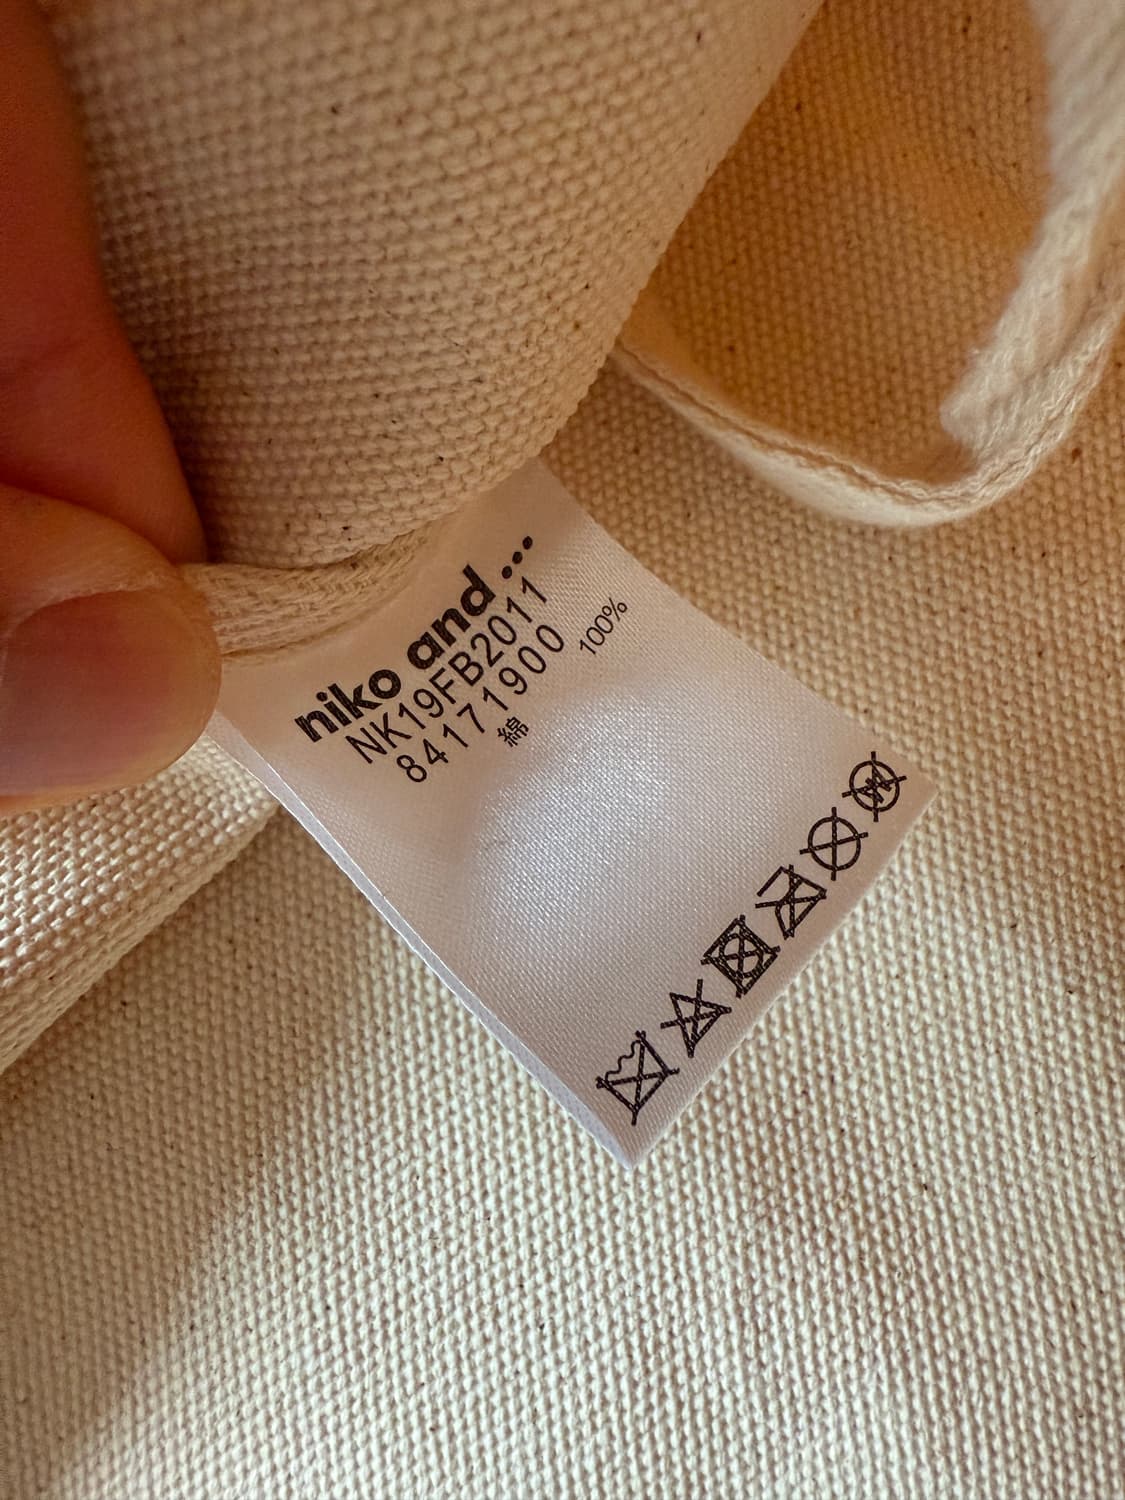 niko and ...
NK19FB2011
84171900
綿 100%
W